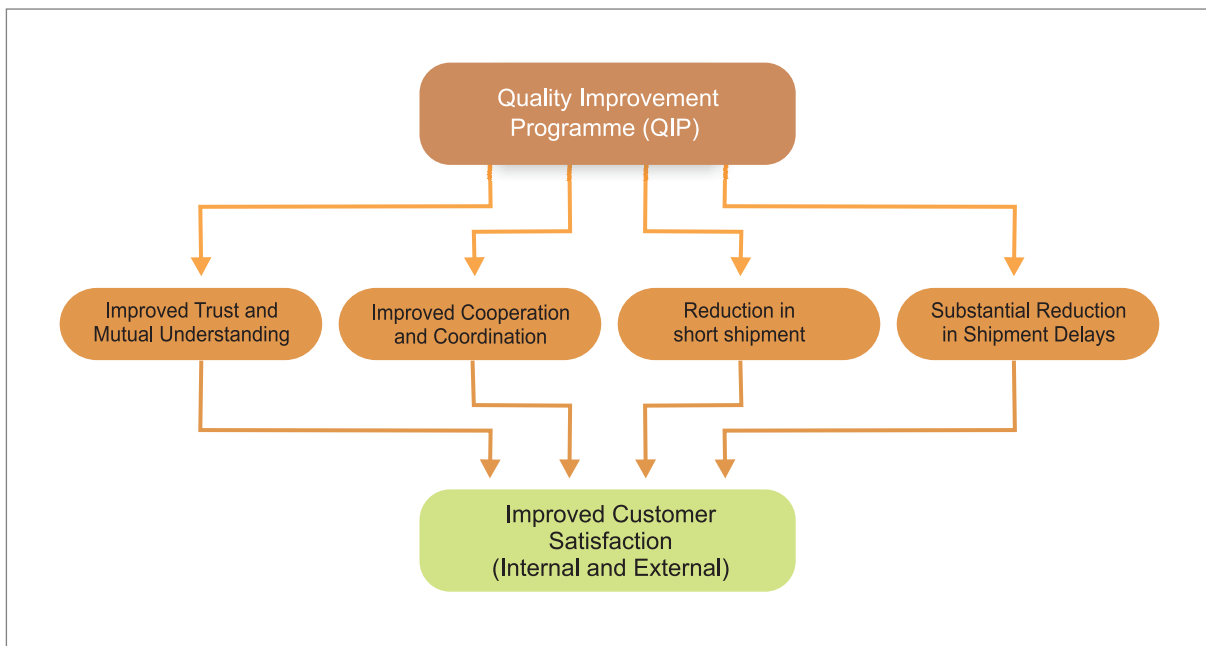 Quality Improvement
Programme (QIP)
Improved Trust and
Mutual Understanding
Improved Cooperation
and Coordination
Reduction in
short shipment
Substantial Reduction
in Shipment Delays
Improved Customer
Satisfaction
(Internal and External)